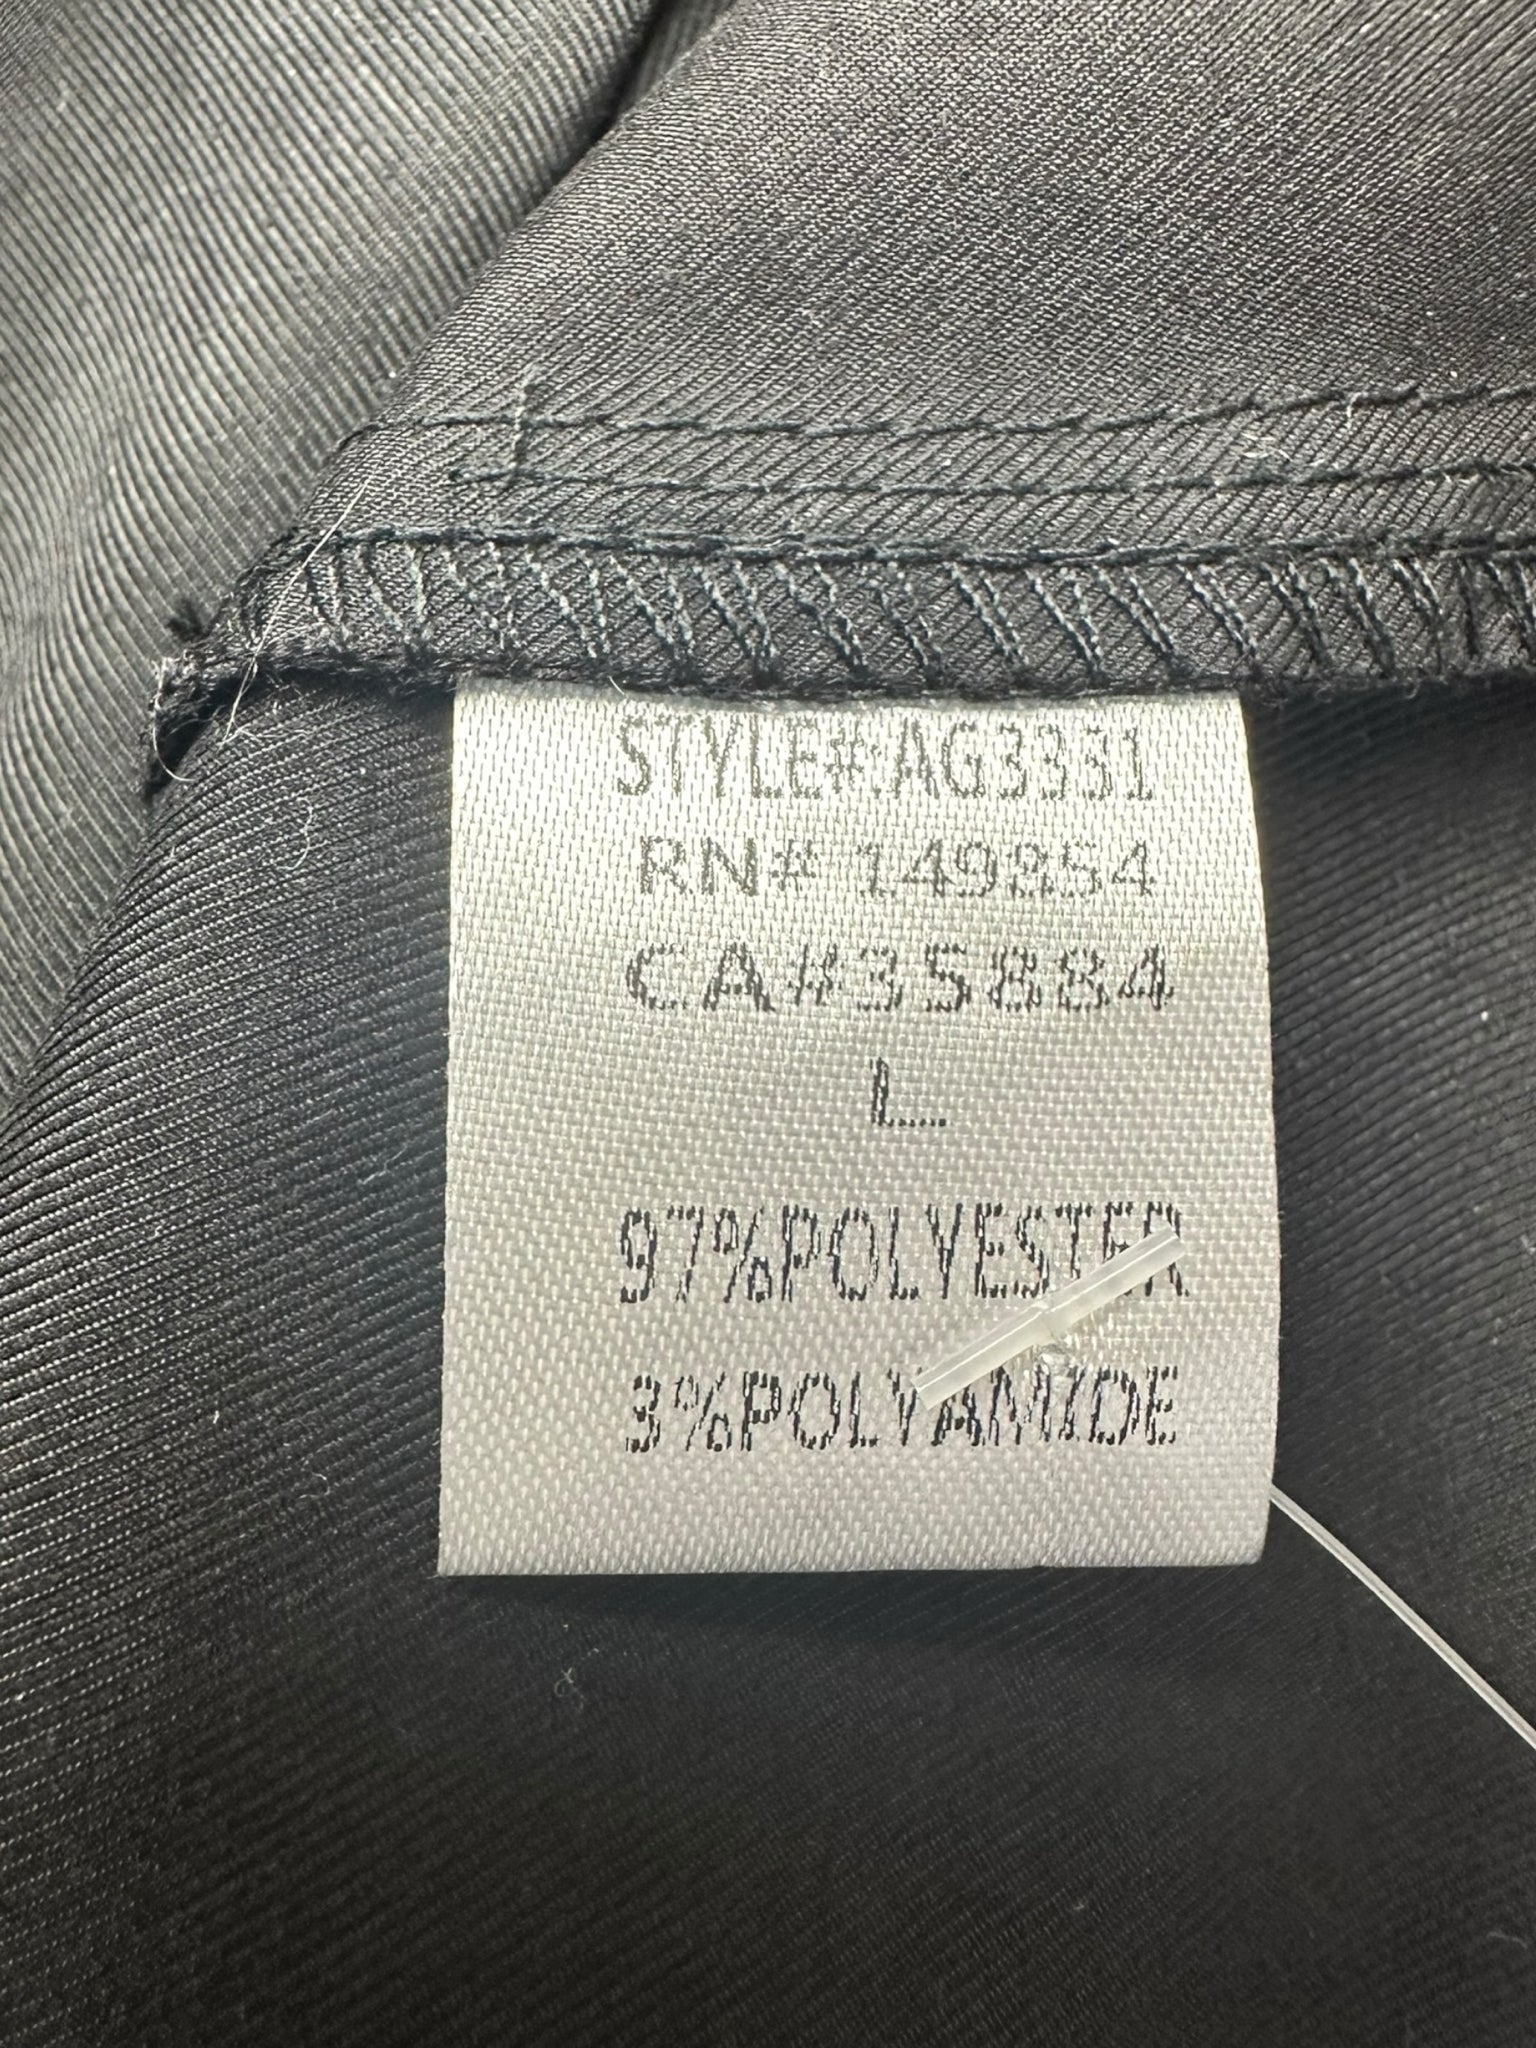 STYLE#:AG3331
RN# 149354
CA#35884
L
97%POLYESTER
3%POLYAMIDE